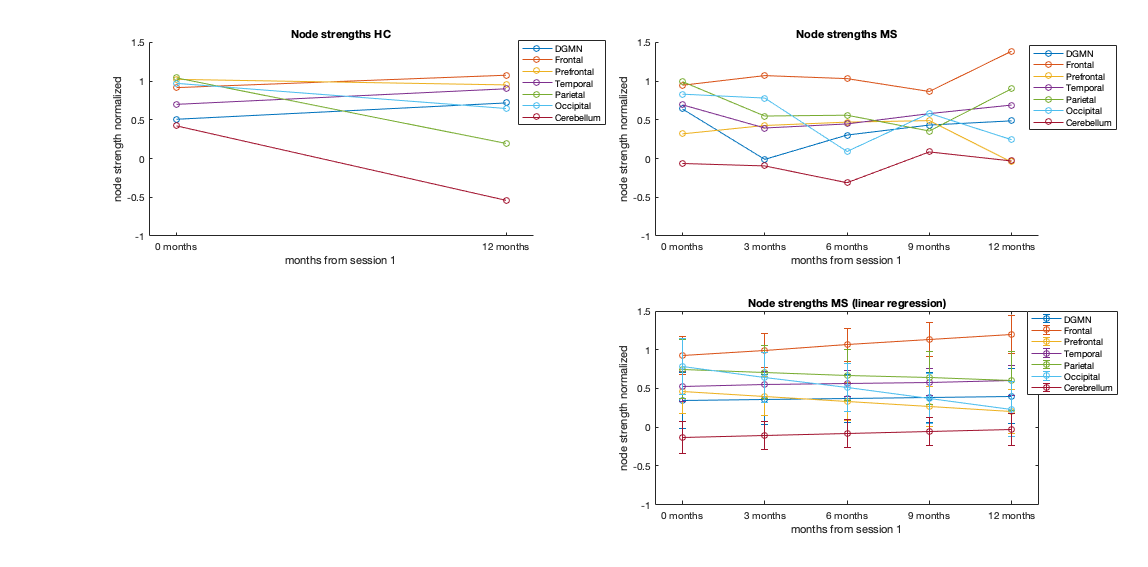 Node strengths HC
1.5
1
0.5
0
-0.5
-1
node strength normalized
0 months
12 months
months from session 1
DGMN
Frontal
Prefrontal
Temporal
Parietal
Occipital
Cerebellum
Node strengths MS
1.5
1
0.5
0
-0.5
-1
node strength normalized
0 months
3 months
6 months
9 months
12 months
months from session 1
DGMN
Frontal
Prefrontal
Temporal
Parietal
Occipital
Cerebellum
Node strengths MS (linear regression)
1.5
1
0.5
0
-0.5
-1
node strength normalized
0 months
3 months
6 months
9 months
12 months
months from session 1
DGMN
Frontal
Prefrontal
Temporal
Parietal
Occipital
Cerebrellum